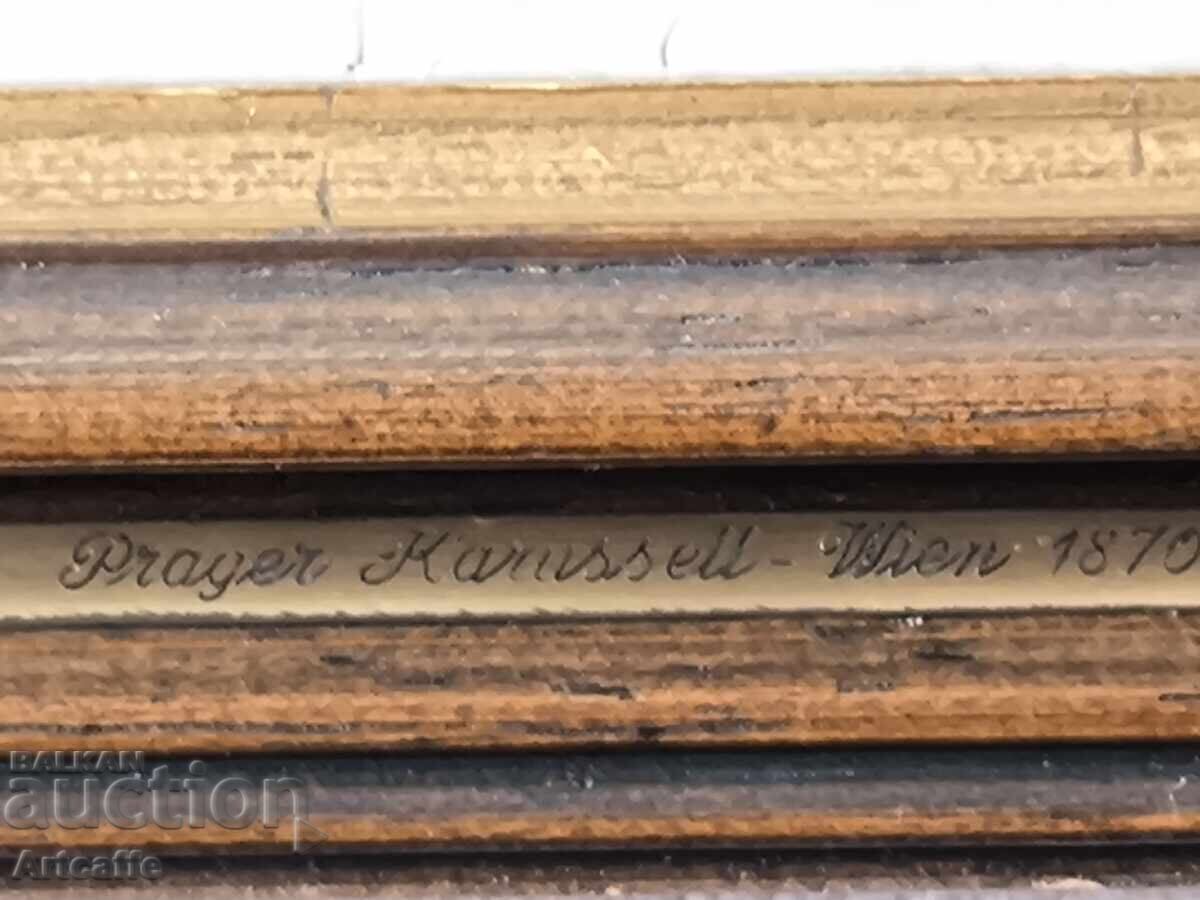 Prager Karussell - Wien 1870
BALKAN
auction
Artcaffe